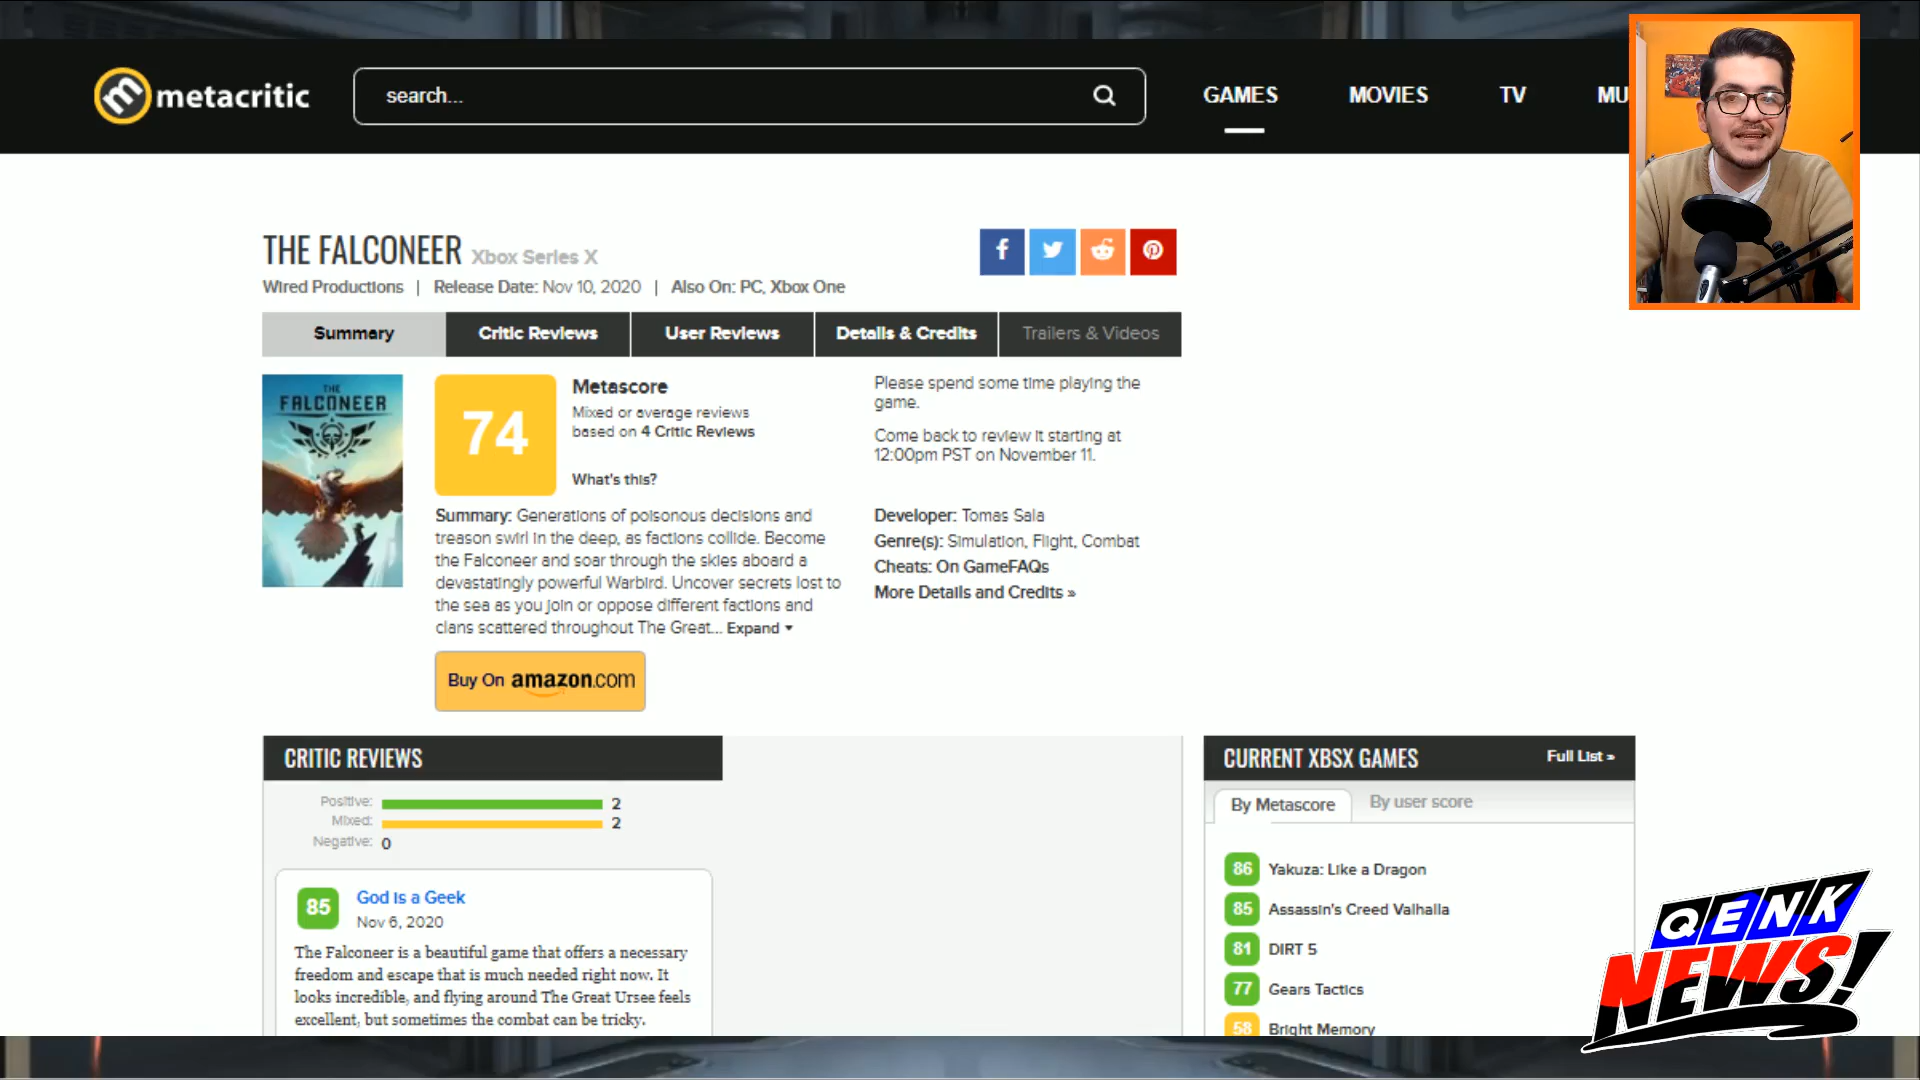 metacritic
search...
GAMES
MOVIES
TV
MU
THE FALCONEER Xbox Series X
Wired Productions | Release Date: Nov 10, 2020 | Also On: PC, Xbox One
Summary
Critic Reviews
User Reviews
Details & Credits
Trailers & Videos
THE
FALCONEER
74
Metascore
Mixed or average reviews
based on 4 Critic Reviews
What's this?
Please spend some time playing the
game.
Come back to review it starting at
12:00pm PST on November 11.
Summary: Generations of poisonous decisions and
treason swirl in the deep, as factions collide. Become
the Falconeer and soar through the skies aboard a
devastatingly powerful Warbird. Uncover secrets lost to
the sea as you join or oppose different factions and
clans scattered throughout The Great... Expand
Developer: Tomas Sala
Genre(s): Simulation, Flight, Combat
Cheats: On GameFAQs
More Details and Credits »
Buy On amazon.com
CRITIC REVIEWS
Positive: 2
Mixed: 2
Negative: 0
85
God is a Geek
Nov 6, 2020
The Falconeer is a beautiful game that offers a necessary
freedom and escape that is much needed right now. It
looks incredible, and flying around The Great Ursee feels
excellent, but sometimes the combat can be tricky.
CURRENT XBSX GAMES
Full List »
By Metascore
By user score
86 Yakuza: Like a Dragon
85 Assassin's Creed Valhalla
81 DIRT 5
77 Gears Tactics
58 Bright Memory
QENK
NEWS!